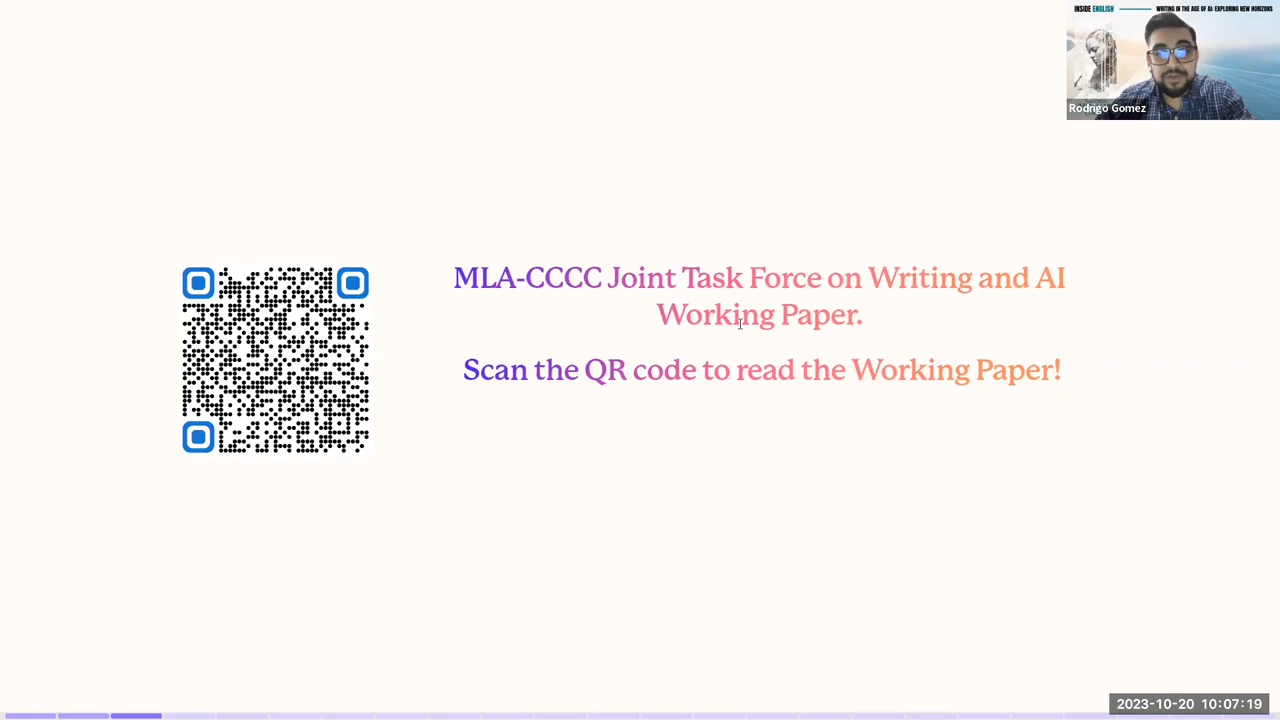 INSIDE ENGLISH WRITING IN THE AGE OF AI: EXPLORING NEW HORIZONS
Rodrigo Gomez
MLA-CCCC Joint Task Force on Writing and AI
Working Paper.
Scan the QR code to read the Working Paper!
2023-10-20 10:07:19